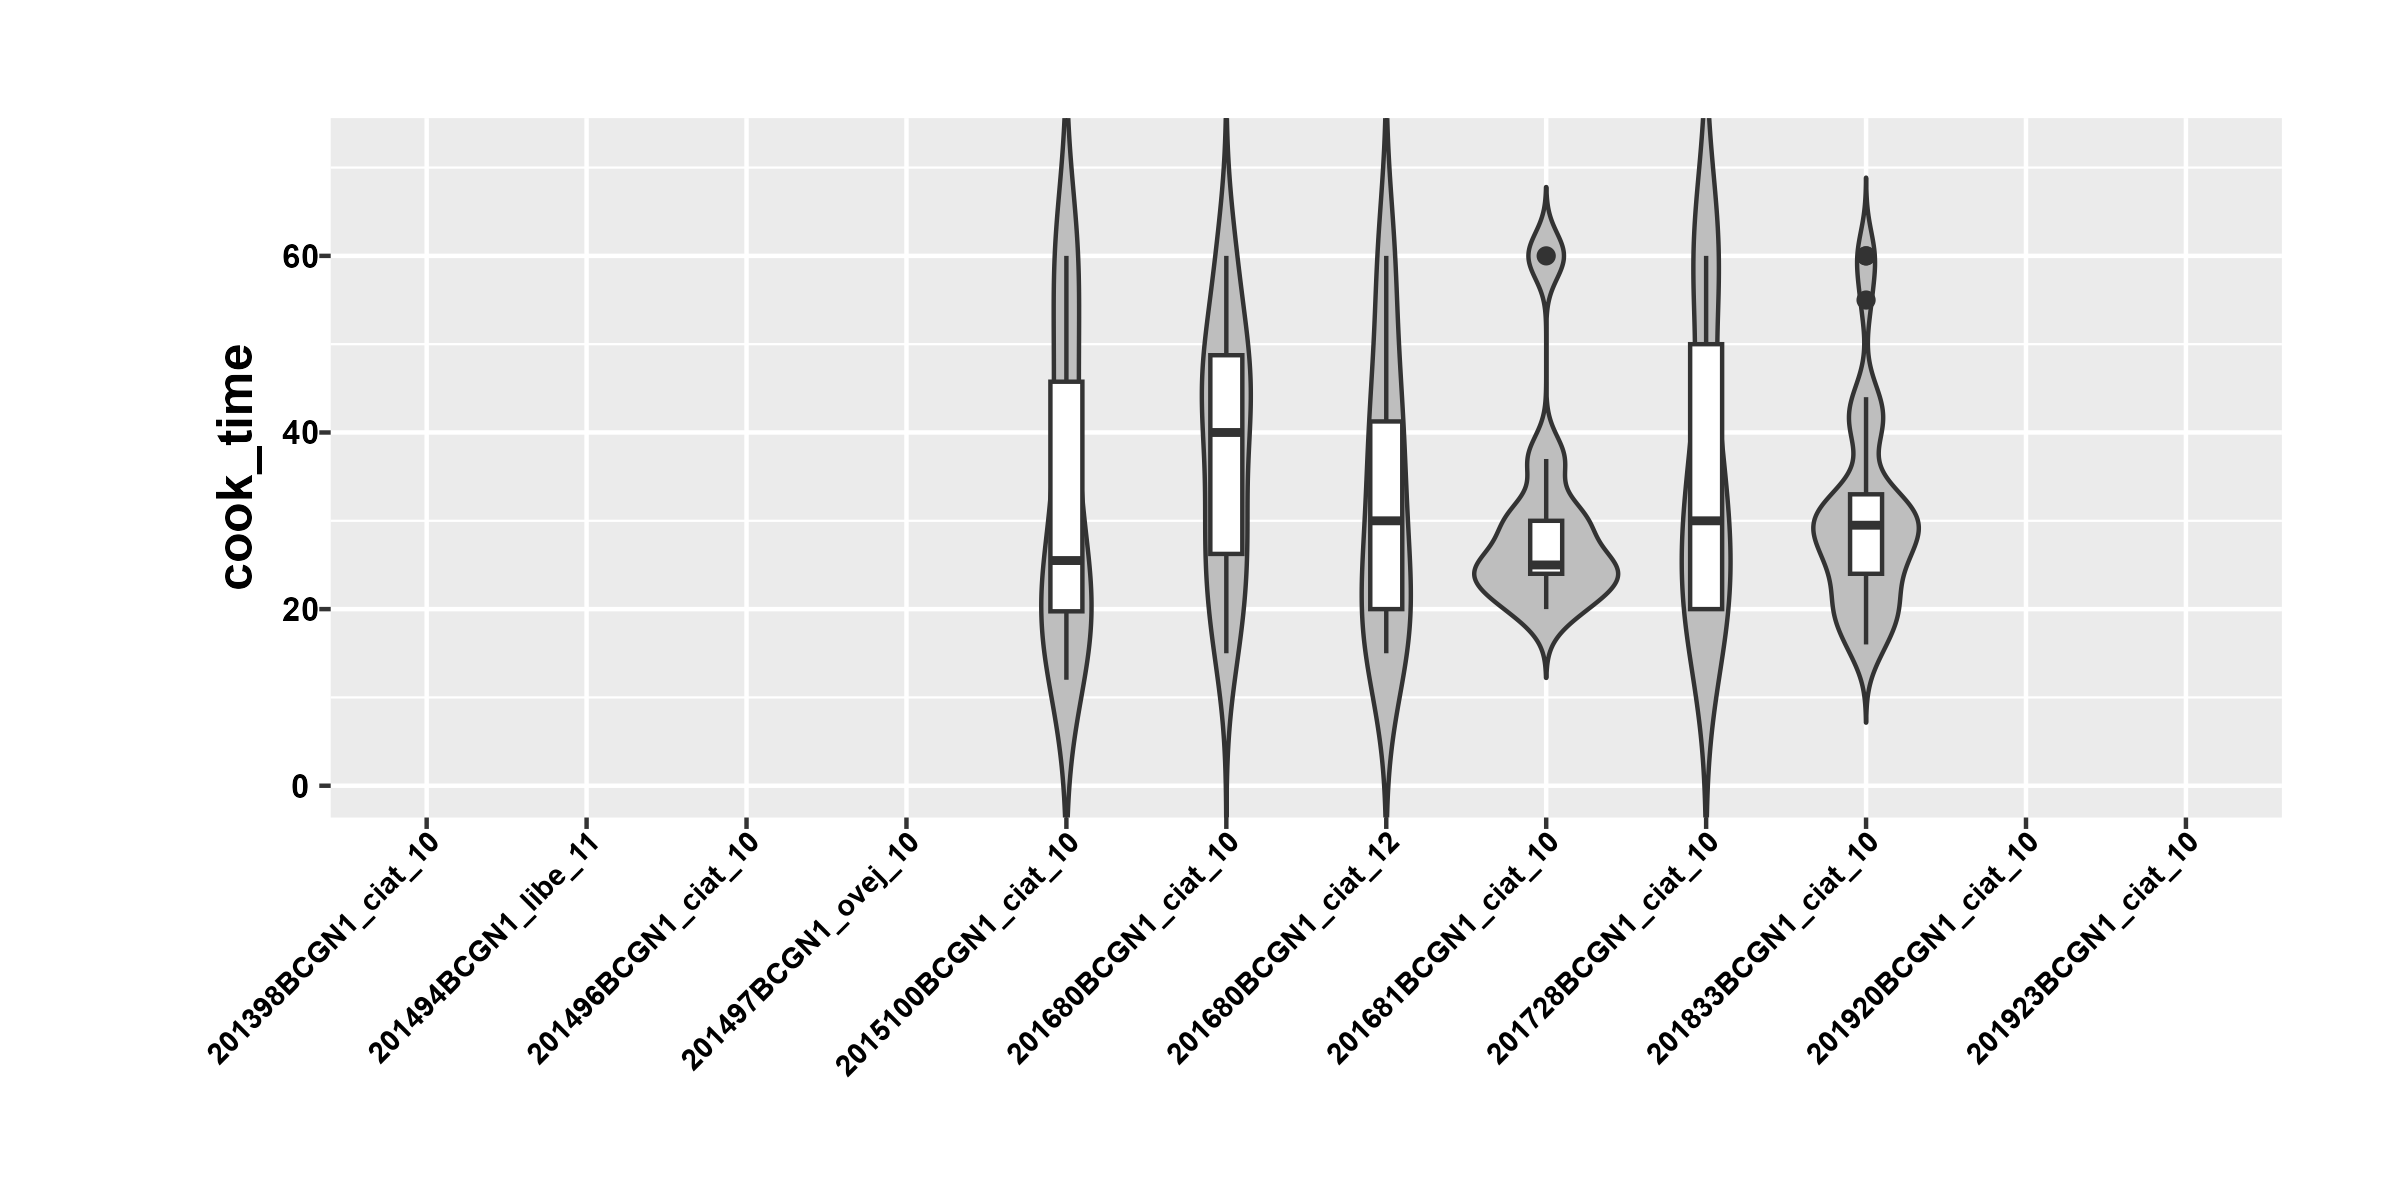 cook_time
60
40
20
0
201398BCGN1_ciat_10
201494BCGN1_libe_11
201496BCGN1_ciat_10
201497BCGN1_ovej_10
2015100BCGN1_ciat_10
201680BCGN1_ciat_10
201680BCGN1_ciat_12
201681BCGN1_ciat_10
201728BCGN1_ciat_10
201833BCGN1_ciat_10
201920BCGN1_ciat_10
201923BCGN1_ciat_10